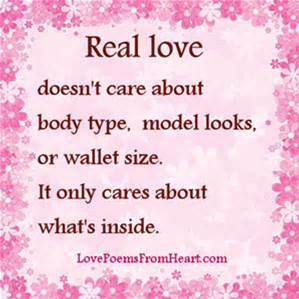 Real love
doesn't care about
body type,  model looks,
or wallet size.
It only cares about
what's inside.
LovePoemsFromHeart.com